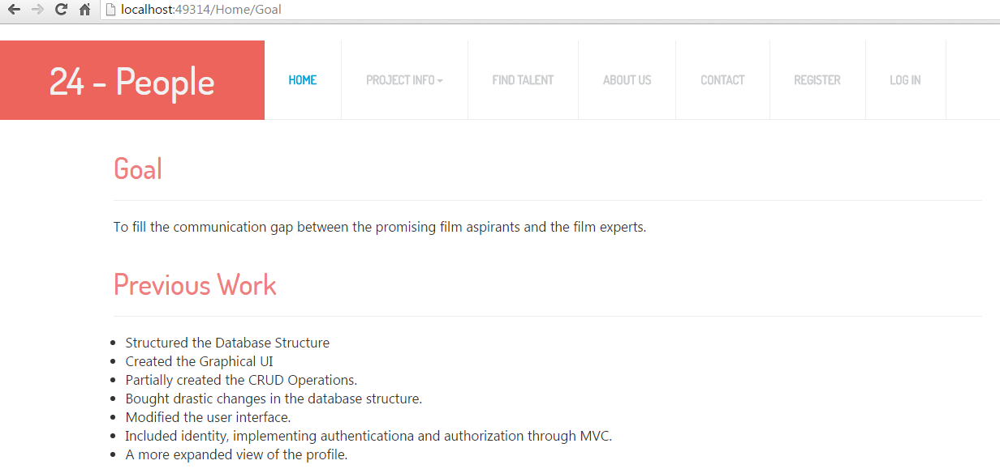 localhost:49314/Home/Goal
24 - People HOME PROJECT INFO FIND TALENT ABOUT US CONTACT REGISTER LOG IN
Goal
To fill the communication gap between the promising film aspirants and the film experts.
Previous Work
Structured the Database Structure
Created the Graphical UI
Partially created the CRUD Operations.
Bought drastic changes in the database structure.
Modified the user interface.
Included identity, implementing authenticationa and authorization through MVC.
A more expanded view of the profile.